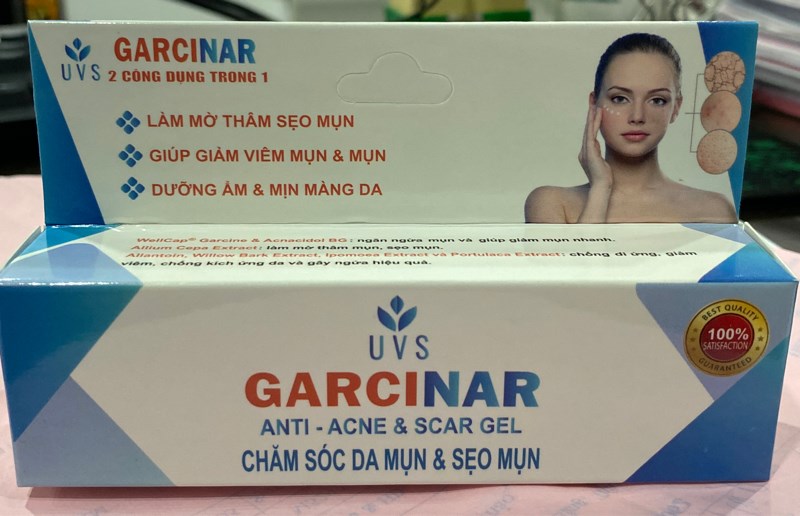 UVS
GARCINAR
2 CÔNG DỤNG TRONG 1
LÀM MỜ THÂM SẸO MỤN
GIÚP GIẢM VIÊM MỤN & MỤN
DƯỠNG ẨM & MỊN MÀNG DA
WellCap® Garcine & Acnacidol BG: ngăn ngừa mụn và giúp giảm mụn nhanh.
Allium Cepa Extract: làm mờ thâm mụn, sẹo mụn.
Allantoin, Willow Bark Extract, Ipomoea Extract và Portulaca Extract: chống dị ứng, giảm
viêm, chống kích ứng da và gây ngứa hiệu quả.
UVS
GARCINAR
ANTI - ACNE & SCAR GEL
CHĂM SÓC DA MỤN & SẸO MỤN
BEST QUALITY
100%
SATISFACTION
GUARANTEED